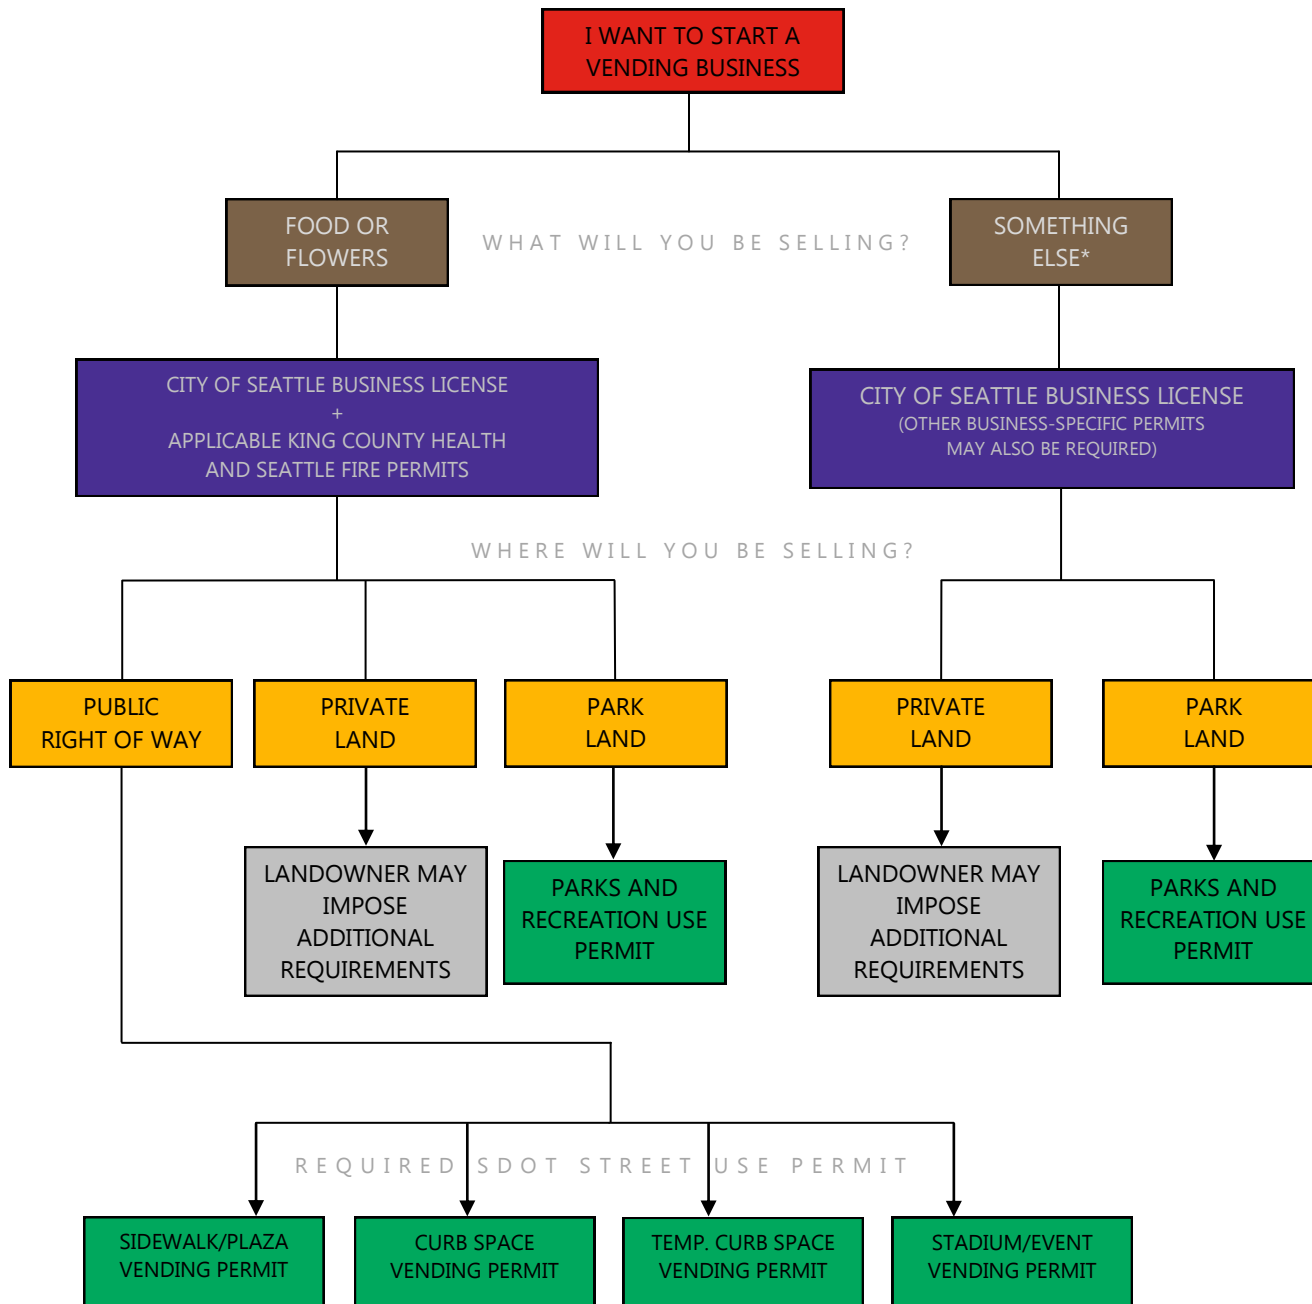 I WANT TO START A
VENDING BUSINESS
FOOD OR
FLOWERS
WHAT WILL YOU BE SELLING?
SOMETHING
ELSE*
CITY OF SEATTLE BUSINESS LICENSE
+
APPLICABLE KING COUNTY HEALTH
AND SEATTLE FIRE PERMITS
CITY OF SEATTLE BUSINESS LICENSE
(OTHER BUSINESS-SPECIFIC PERMITS
MAY ALSO BE REQUIRED)
WHERE WILL YOU BE SELLING?
PUBLIC
RIGHT OF WAY
PRIVATE
LAND
PARK
LAND
PRIVATE
LAND
PARK
LAND
LANDOWNER MAY
IMPOSE
ADDITIONAL
REQUIREMENTS
PARKS AND
RECREATION USE
PERMIT
LANDOWNER MAY
IMPOSE
ADDITIONAL
REQUIREMENTS
PARKS AND
RECREATION USE
PERMIT
REQUIRED SDOT STREET USE PERMIT
SIDEWALK/PLAZA
VENDING PERMIT
CURB SPACE
VENDING PERMIT
TEMP. CURB SPACE
VENDING PERMIT
STADIUM/EVENT
VENDING PERMIT